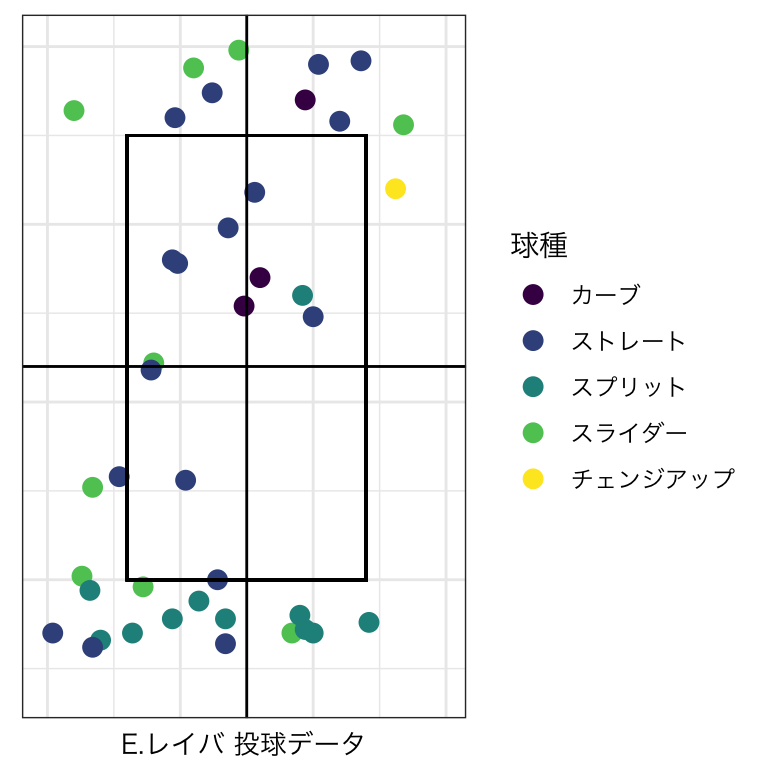 球種
カーブ
ストレート
スプリット
スライダー
チェンジアップ
E.レイバ 投球データ